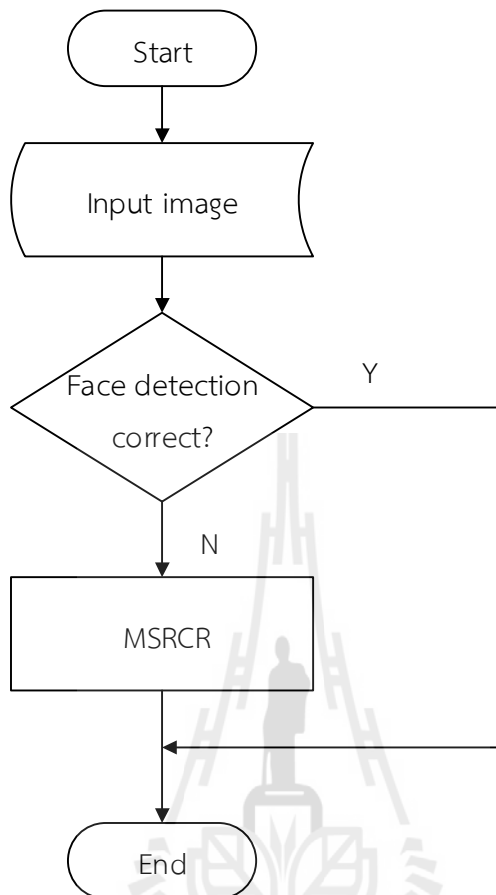 Start
Input image
Face detection
correct?
Y
N
MSRCR
End